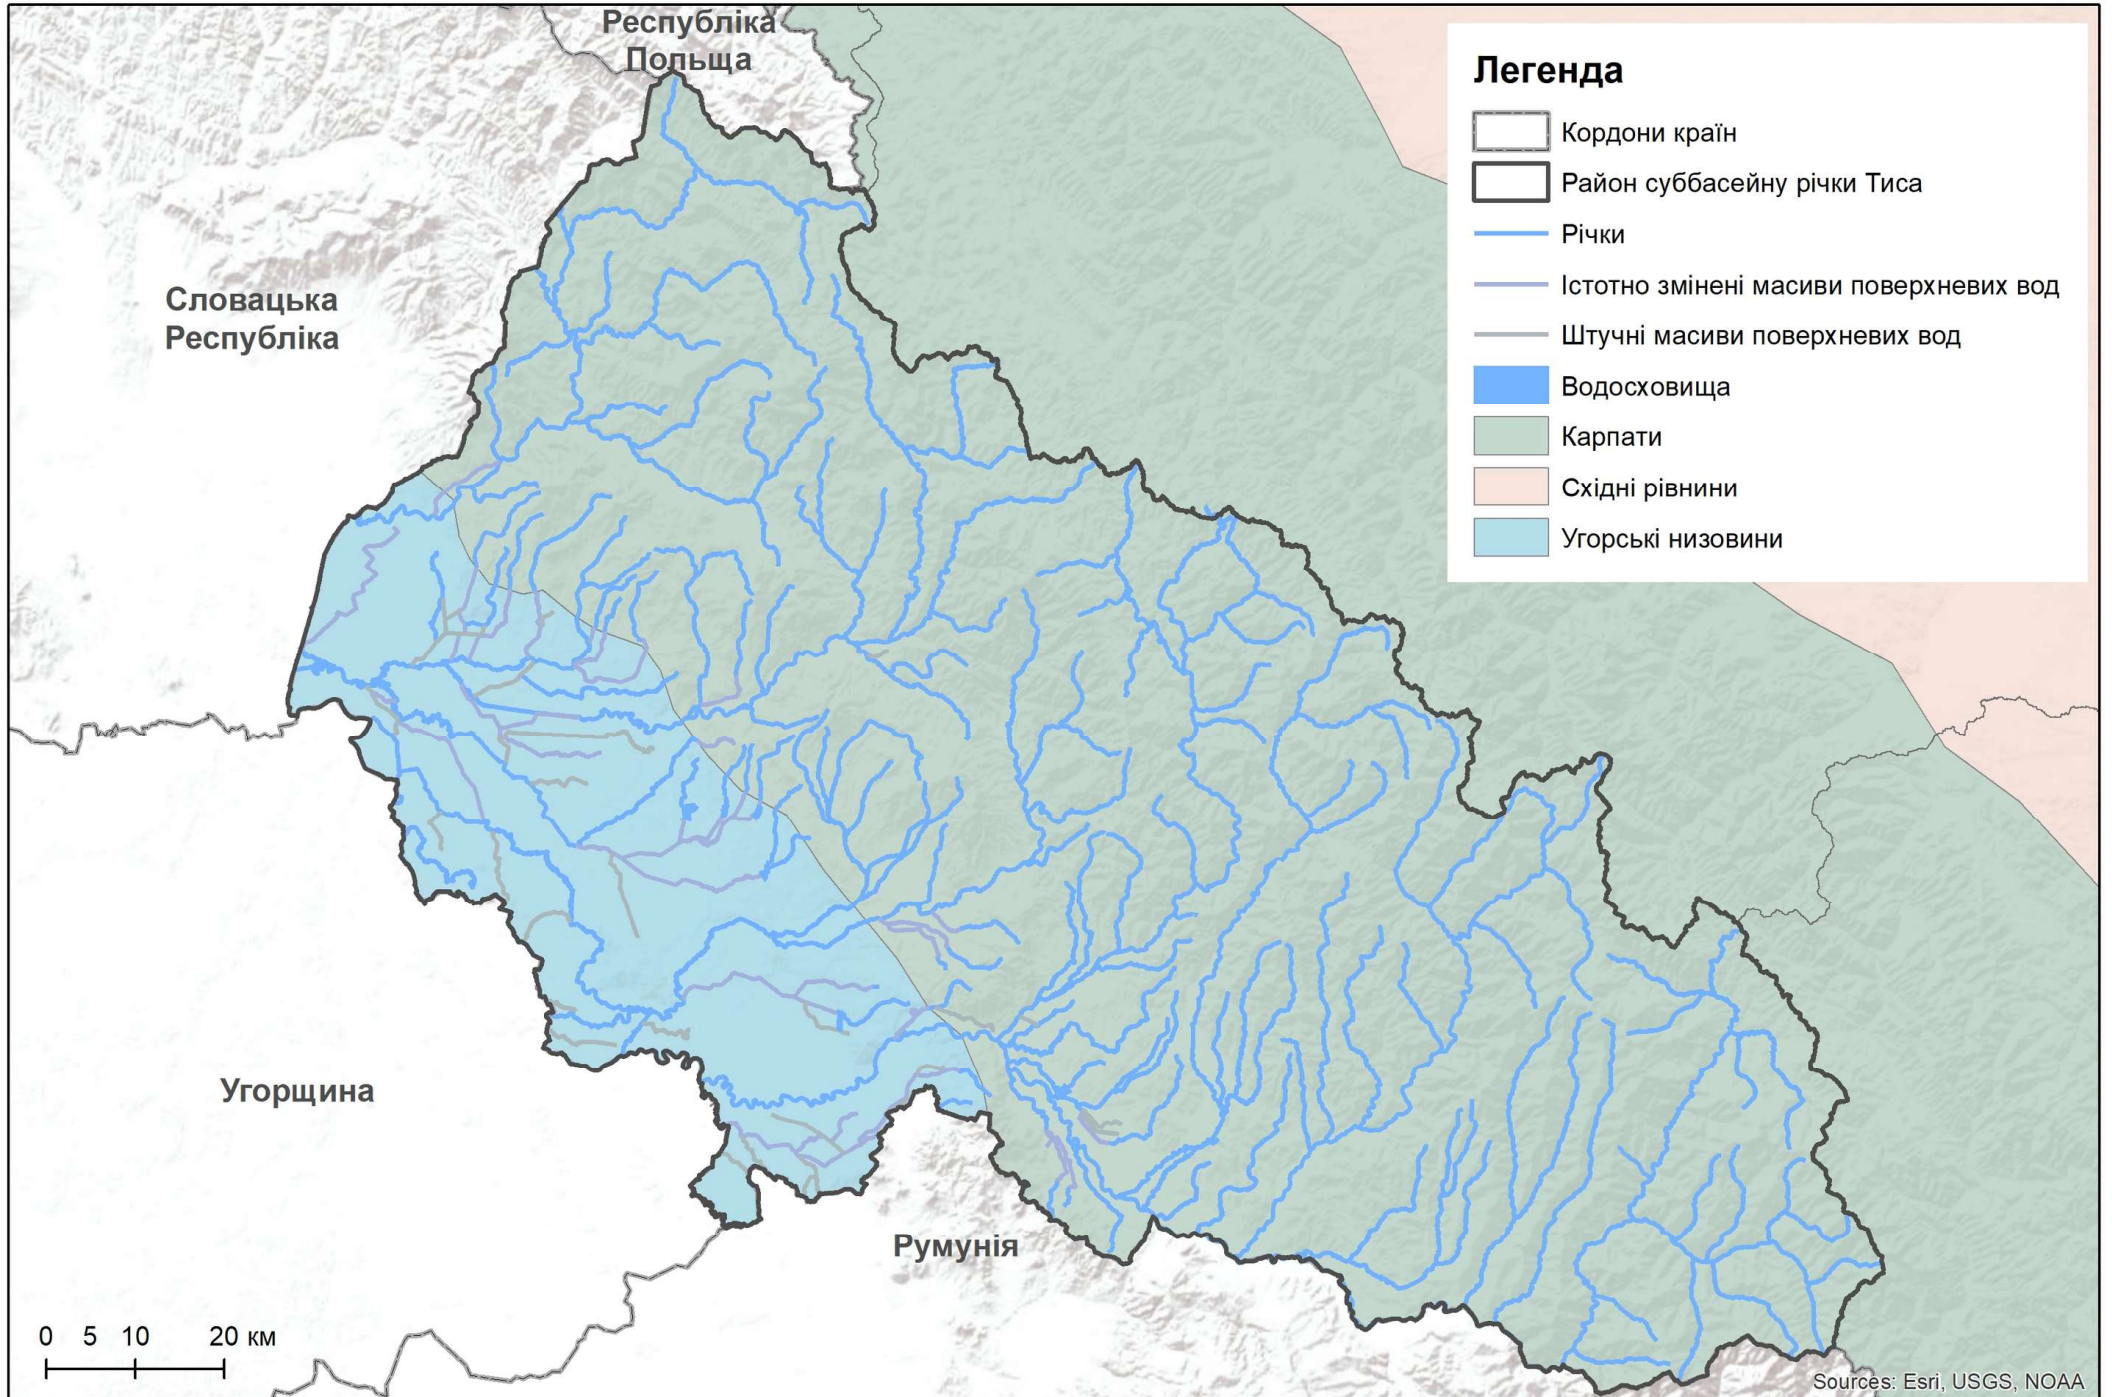 Республіка
Польща
Легенда
Кордони країн
Район суббасейну річки Тиса
Річки
Істотно змінені масиви поверхневих вод
Штучні масиви поверхневих вод
Водосховища
Карпати
Східні рівнини
Угорські низовини
Словацька
Республіка
Угорщина
Румунія
0 5 10 20 км
Sources: Esri, USGS, NOAA